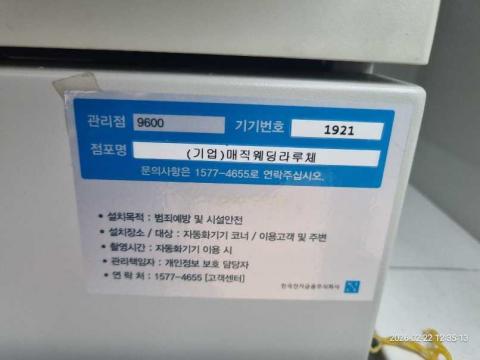 관리점 9600 기기번호 1921
점포명 (기업)매직웨딩라루체
문의사항은 1577-4655로 연락주십시오.
• 설치목적 : 범죄예방 및 시설안전
• 설치장소 / 대상 : 자동화기기 코너 / 이용고객 및 주변
• 촬영시간 : 자동화기기 이용 시
• 관리책임자 : 개인정보 보호 담당자
• 연 락 처 : 1577-4655 [고객센터]
한국전자금융주식회사
2026-02-22 12:35:13